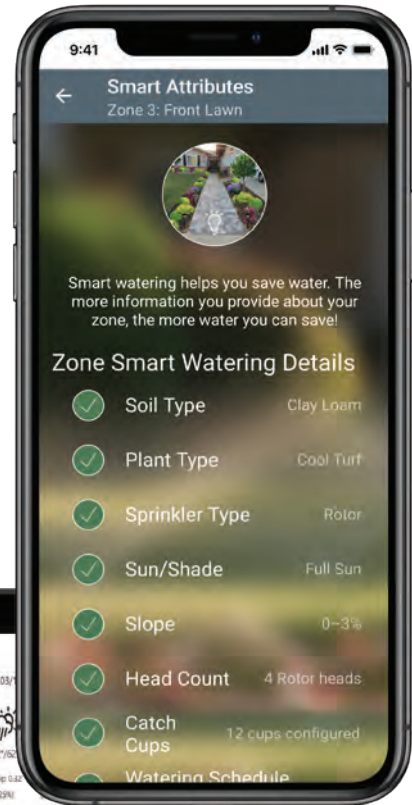 9:41
Smart Attributes
Zone 3: Front Lawn
Smart watering helps you save water. The
more information you provide about your
zone, the more water you can save!
Zone Smart Watering Details
Soil Type Clay Loam
Plant Type Cool Turf
Sprinkler Type Rotor
Sun/Shade Full Sun
Slope 0–3%
Head Count 4 Rotor heads
Catch
Cups 12 cups configured
Watering Schedule